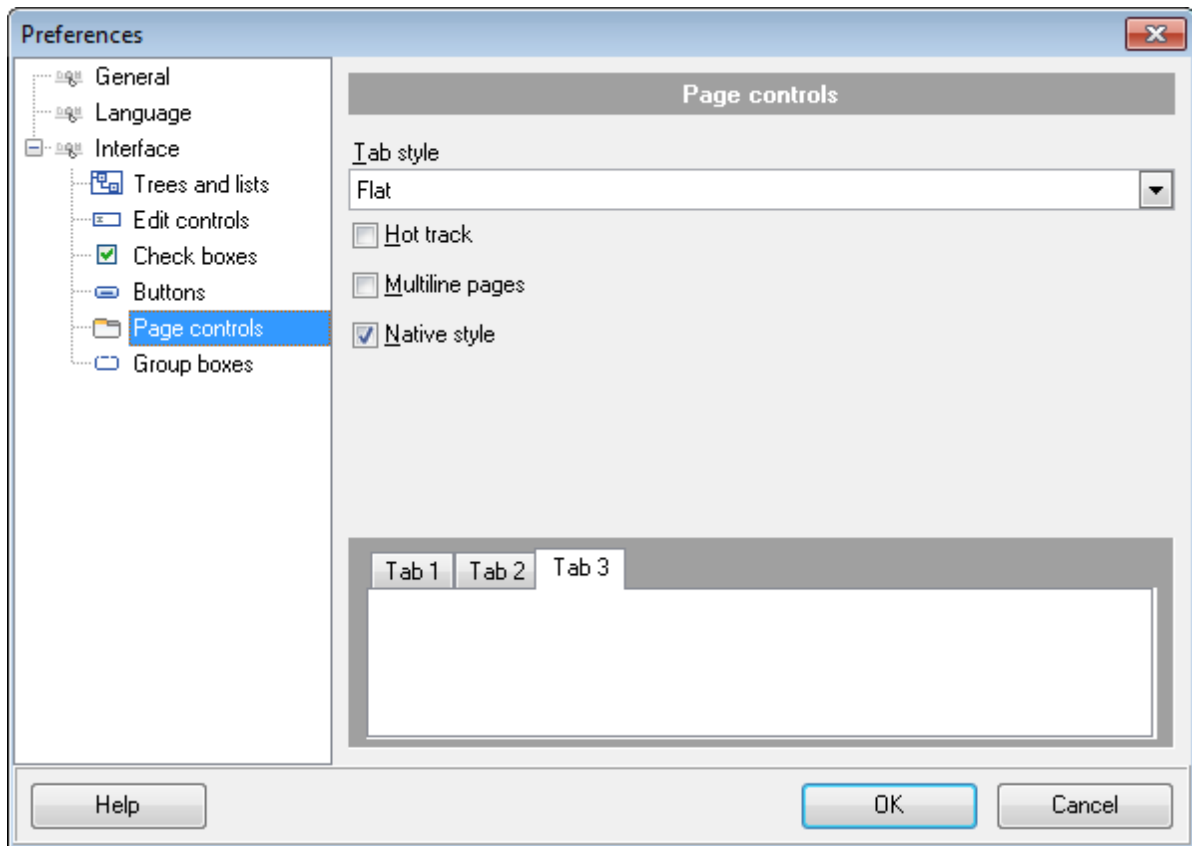 Preferences
General
Language
Interface
Trees and lists
Edit controls
Check boxes
Buttons
Page controls
Group boxes
Page controls
Tab style
Flat
Hot track
Multiline pages
Native style
Tab 1 Tab 2 Tab 3
Help OK Cancel